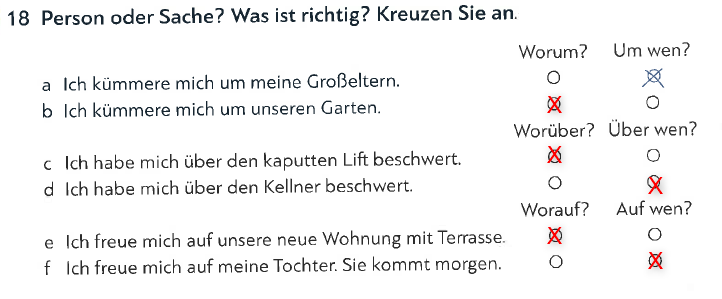 18 Person oder Sache? Was ist richtig? Kreuzen Sie an.
Worum? Um wen?
a Ich kümmere mich um meine Großeltern.
b Ich kümmere mich um unseren Garten.
Worüber? Über wen?
c Ich habe mich über den kaputten Lift beschwert.
d Ich habe mich über den Kellner beschwert.
Worauf? Auf wen?
e Ich freue mich auf unsere neue Wohnung mit Terrasse.
f Ich freue mich auf meine Tochter. Sie kommt morgen.